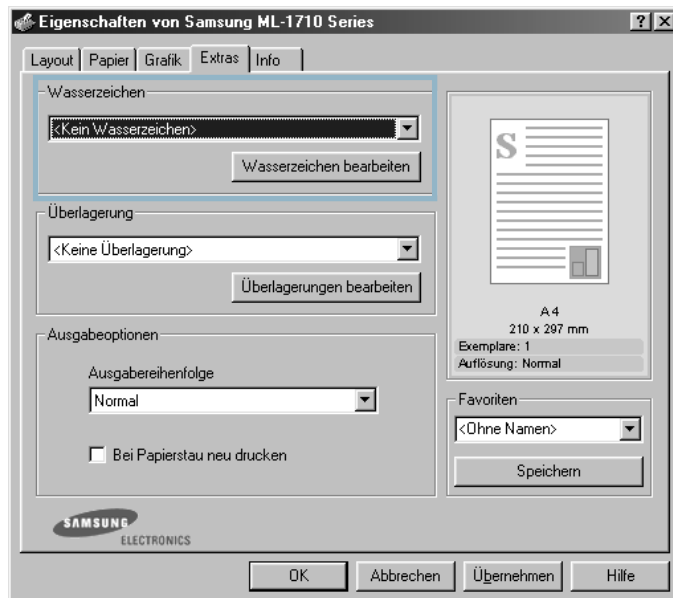 Eigenschaften von Samsung ML-1710 Series
Layout Papier Grafik Extras Info
Wasserzeichen
<Kein Wasserzeichen>
Wasserzeichen bearbeiten
Überlagerung
<Keine Überlagerung>
Überlagerungen bearbeiten
Ausgabeoptionen
Ausgabereihenfolge
Normal
Bei Papierstau neu drucken
SAMSUNG
ELECTRONICS
S
A4
210 x 297 mm
Exemplare: 1
Auflösung: Normal
Favoriten
<Ohne Namen>
Speichern
OK Abbrechen Übernehmen Hilfe